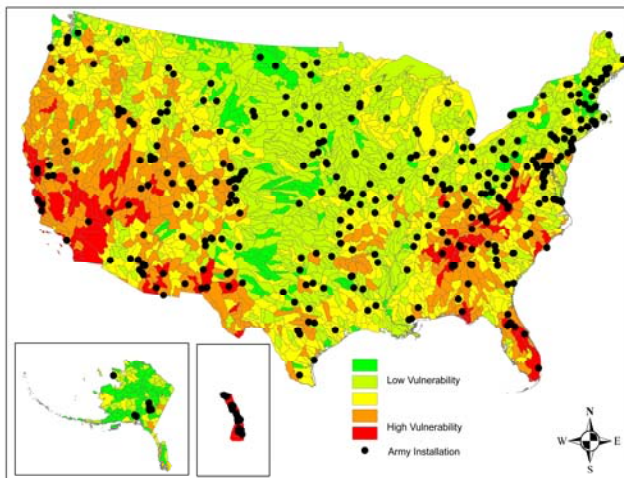 Low Vulnerability
High Vulnerability
Army Installation
N
W E
S